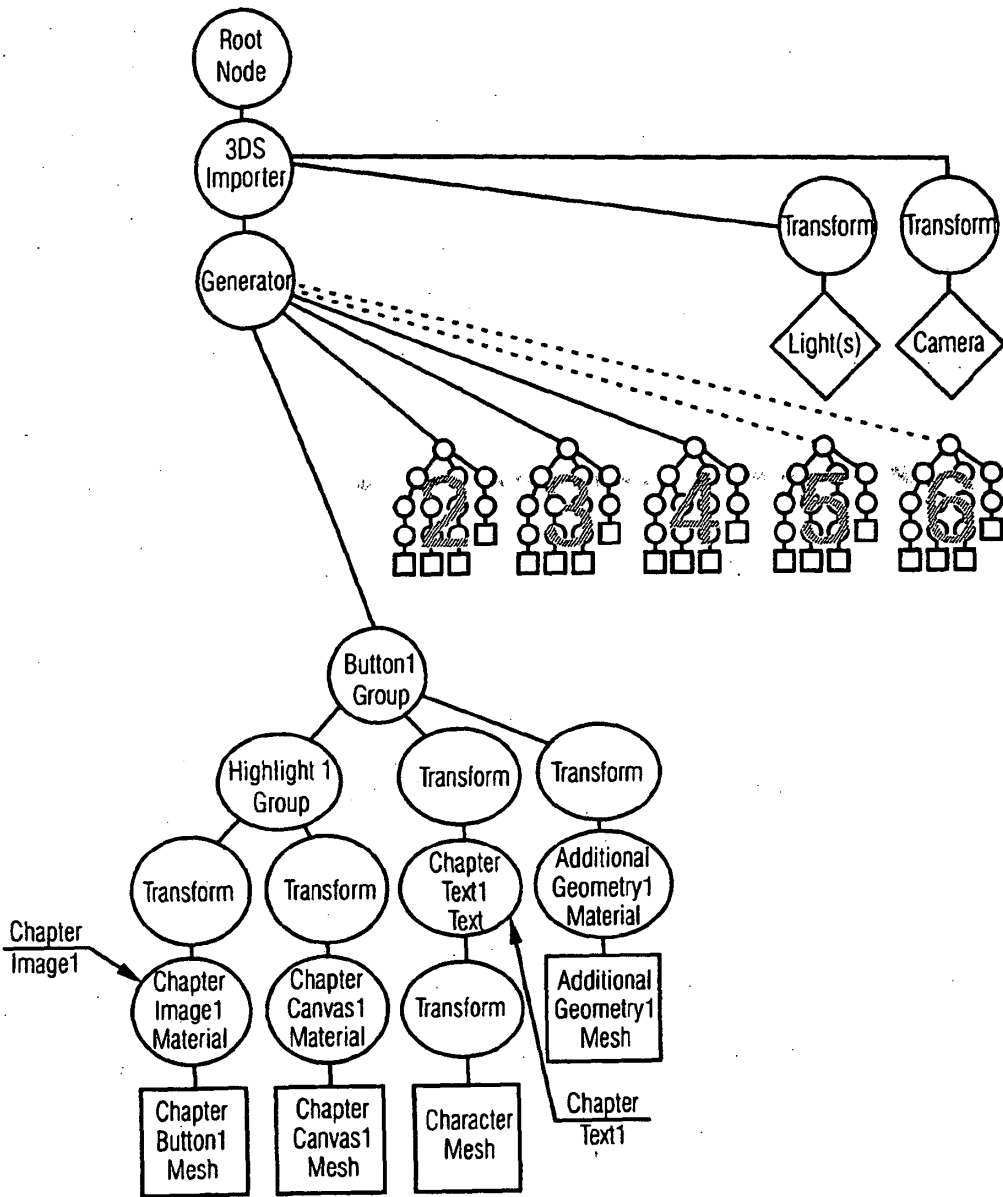 Root
Node
3DS
Importer
Transform
Transform
Generator
Light(s)
Camera
2
3
4
5
6
Button1
Group
Highlight 1
Group
Transform
Transform
Transform
Transform
Chapter
Text1
Text
Additional
Geometry1
Material
Chapter
Image1
Chapter
Image1
Material
Chapter
Canvas1
Material
Transform
Additional
Geometry1
Mesh
Chapter
Button1
Mesh
Chapter
Canvas1
Mesh
Character
Mesh
Chapter
Text1